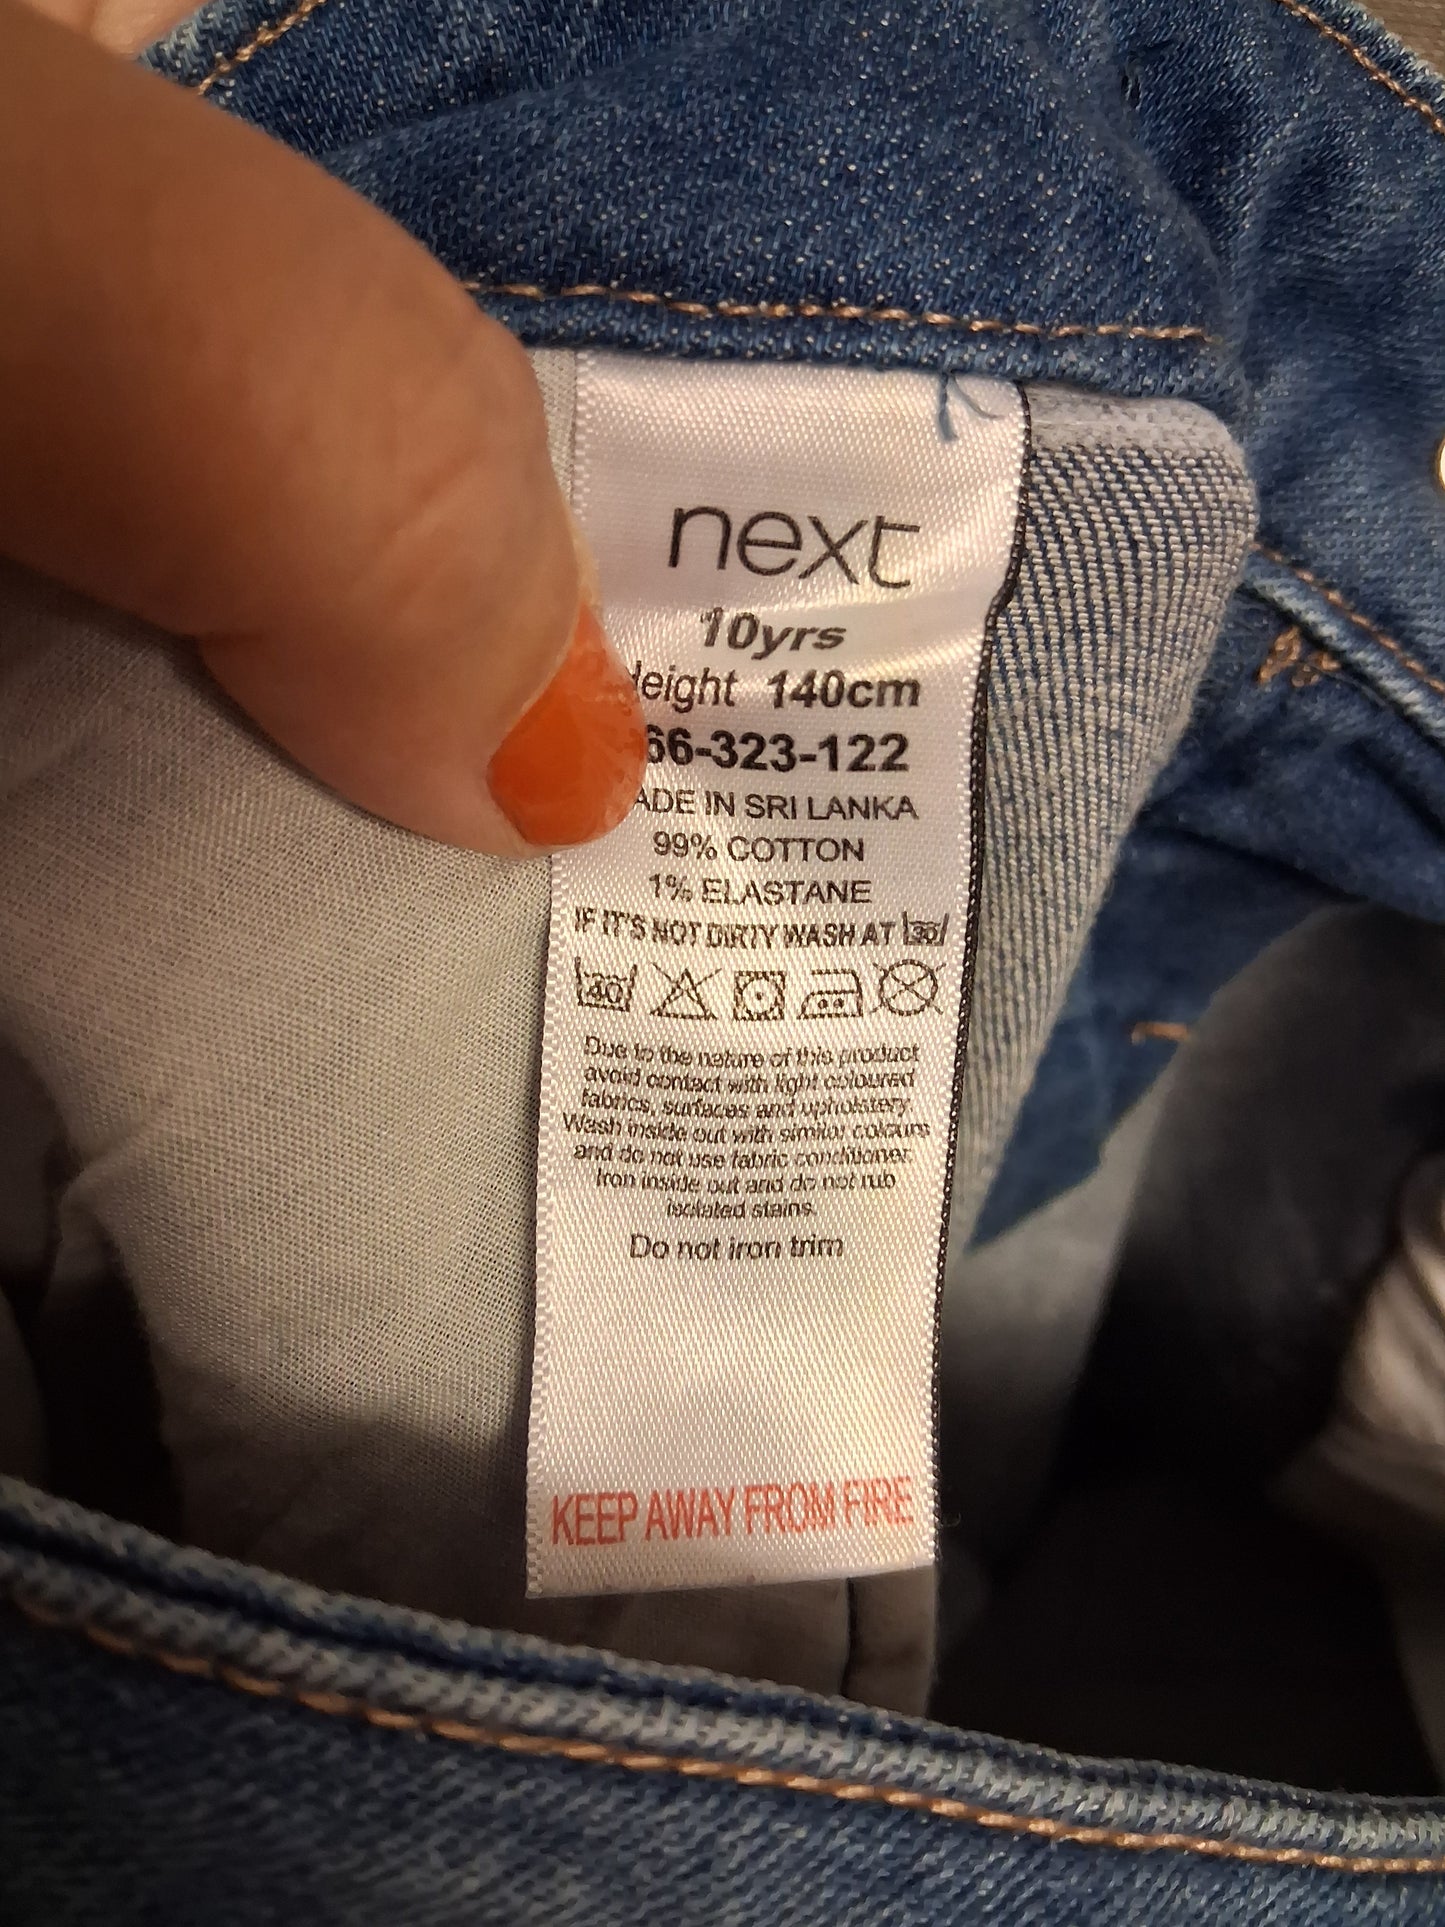 next
10yrs
Height 140cm
66-323-122
MADE IN SRI LANKA
99% COTTON
1% ELASTANE
IF IT'S NOT DIRTY WASH AT 30
40
Due to the nature of this product
avoid contact with light coloured
fabrics, surfaces and upholstery.
Wash inside out with similar colours
and do not use fabric conditioner.
Iron inside out and do not rub
isolated stains.
Do not iron trim
KEEP AWAY FROM FIRE